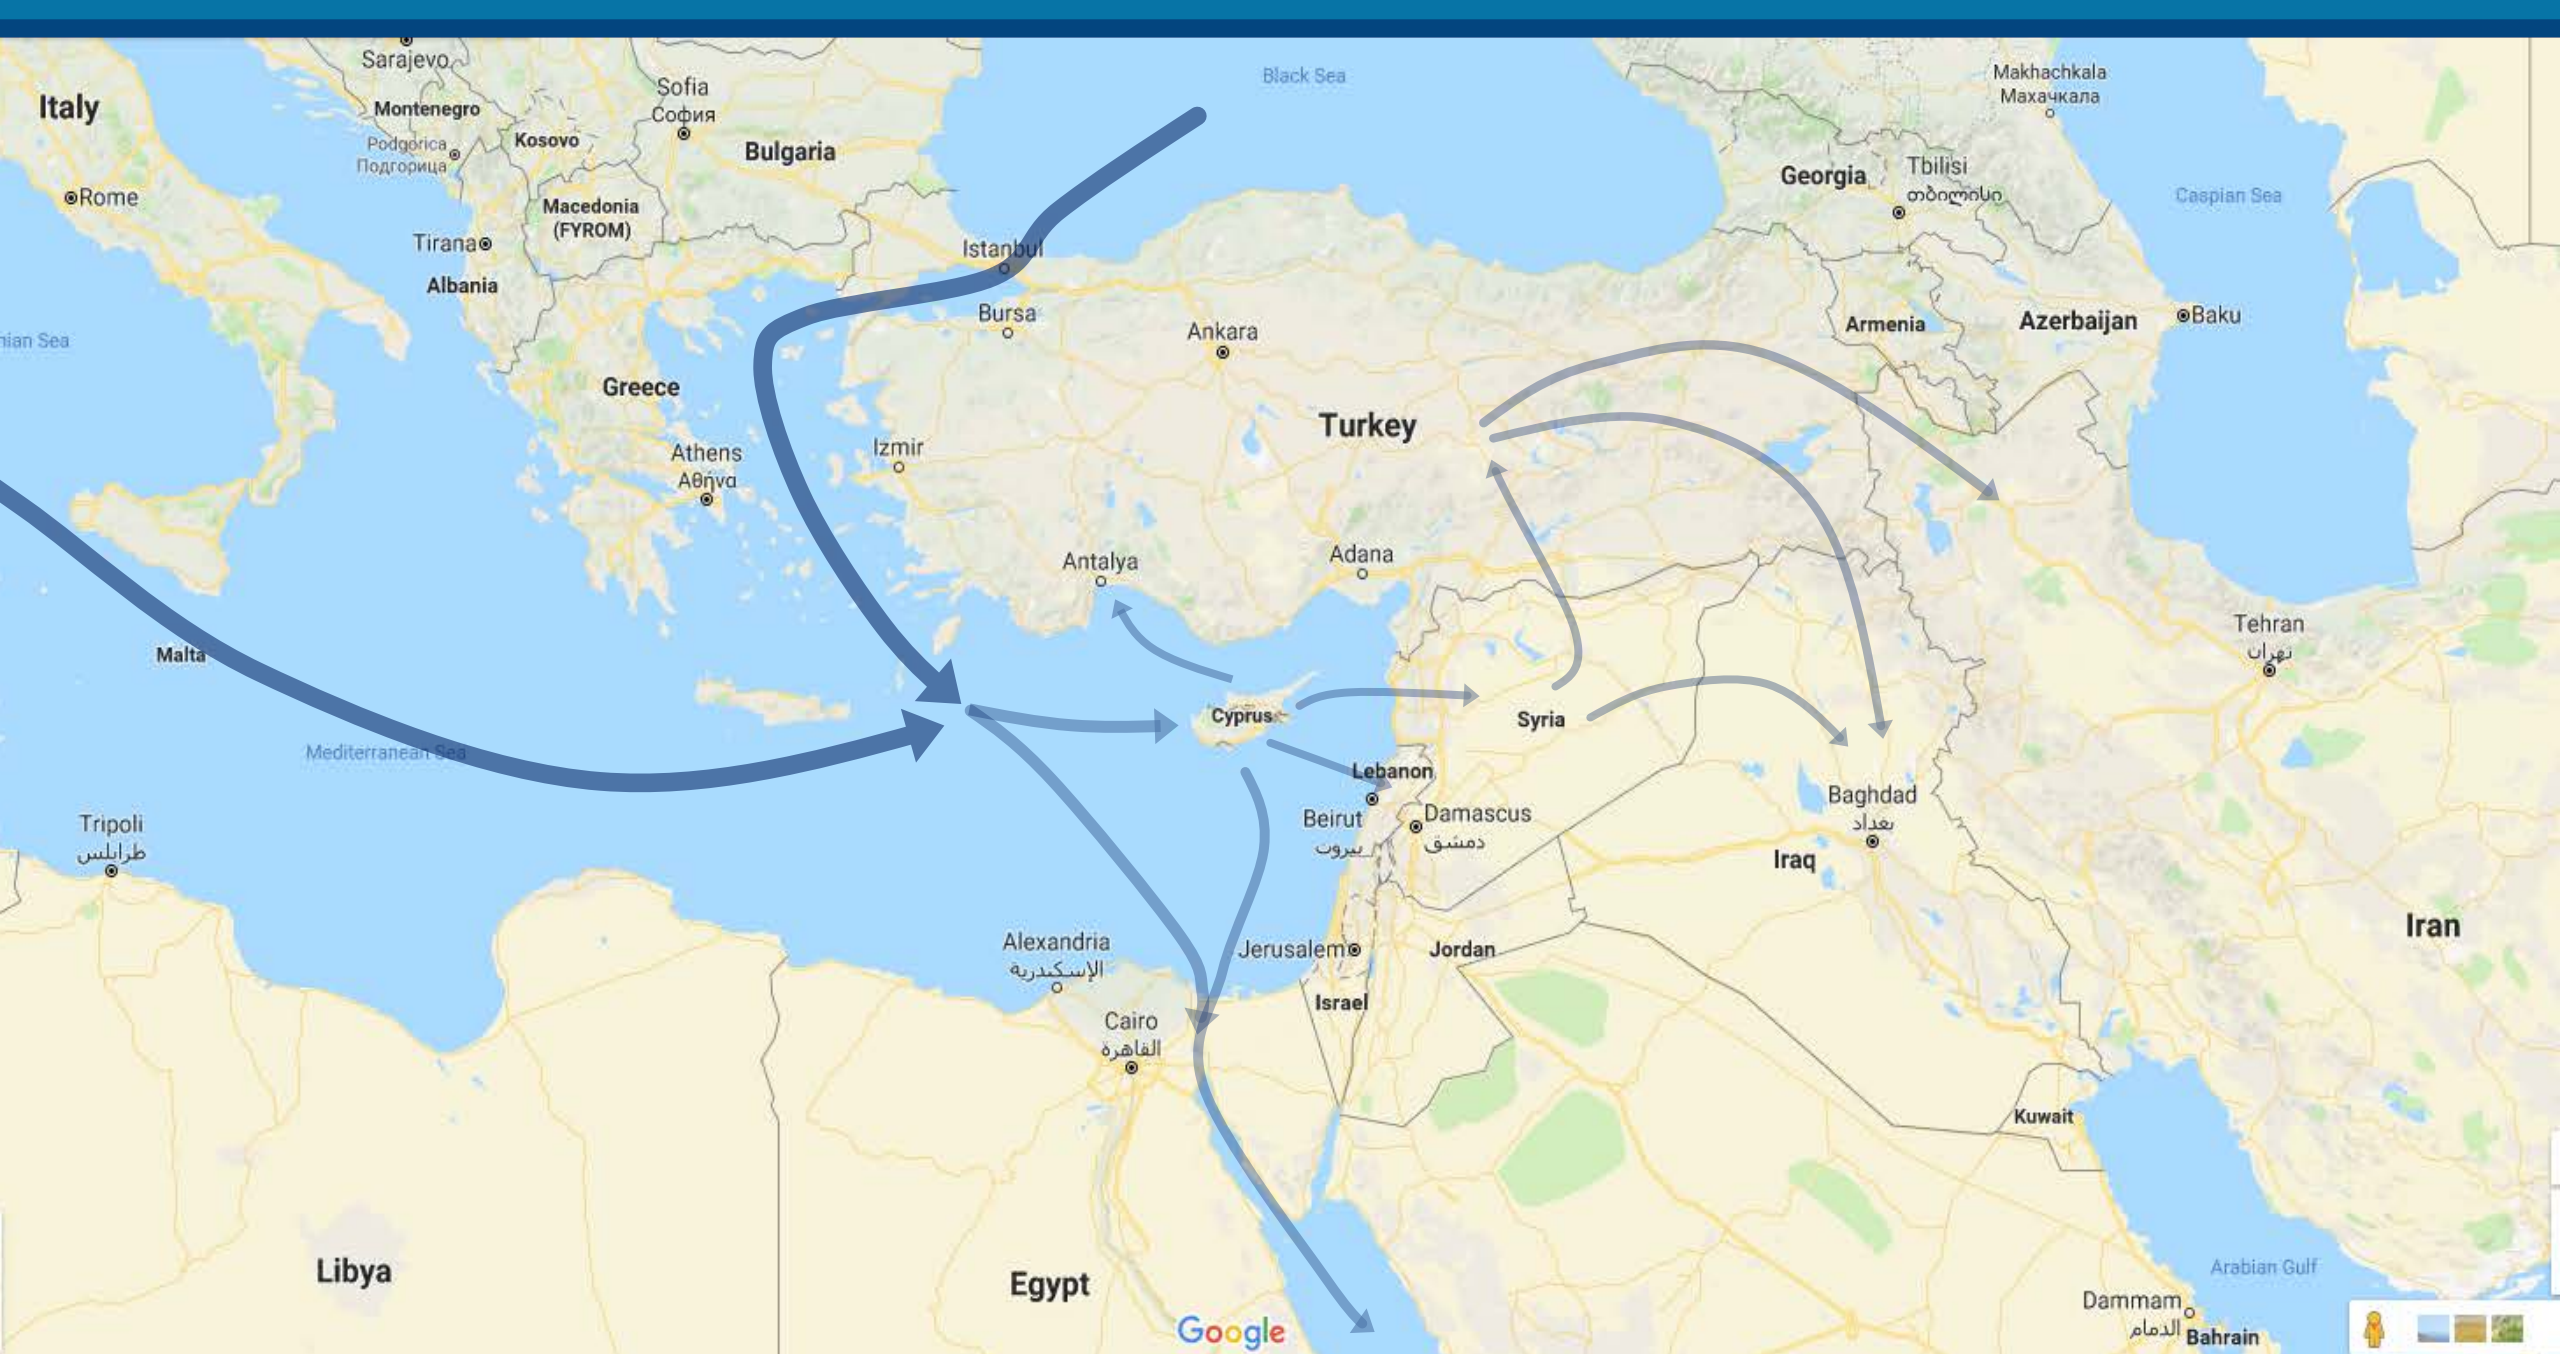 Sarajevo
Sofia
София
Black Sea
Makhachkala
Махачкала
Italy
Montenegro
Kosovo
Podgorica
Подгорица
Bulgaria
Georgia
Tbilisi
თბილისი
Caspian Sea
Rome
Macedonia
(FYROM)
Tirana
Istanbul
Albania
Bursa
Ankara
Armenia
Azerbaijan
Baku
nian Sea
Greece
Turkey
Athens
Αθήνα
Izmir
Antalya
Adana
Tehran
تهران
Malta
Cyprus
Syria
Mediterranean Sea
Lebanon
Beirut
بيروت
Damascus
دمشق
Baghdad
بغداد
Iraq
Tripoli
طرابلس
Iran
Alexandria
الإسكندرية
Jerusalem
Jordan
Israel
Cairo
القاهرة
Kuwait
Libya
Egypt
Arabian Gulf
Dammam
الدمام
Bahrain
Google